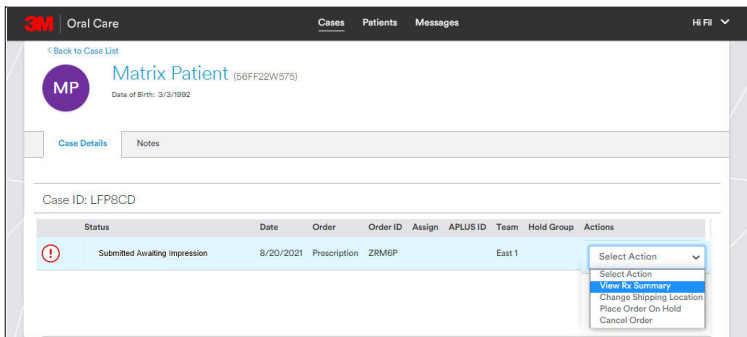 3M Oral Care Cases Patients Messages Hi Fil
< Back to Case List
MP
Matrix Patient (56FF22W575)
Date of Birth: 3/3/1992
Case Details Notes
Case ID: LFP8CD
Status Date Order Order ID Assign APLUS ID Team Hold Group Actions
Submitted Awaiting Impression 8/20/2021 Prescription ZRM6P East 1 Select Action
Select Action
View Rx Summary
Change Shipping Location
Place Order On Hold
Cancel Order